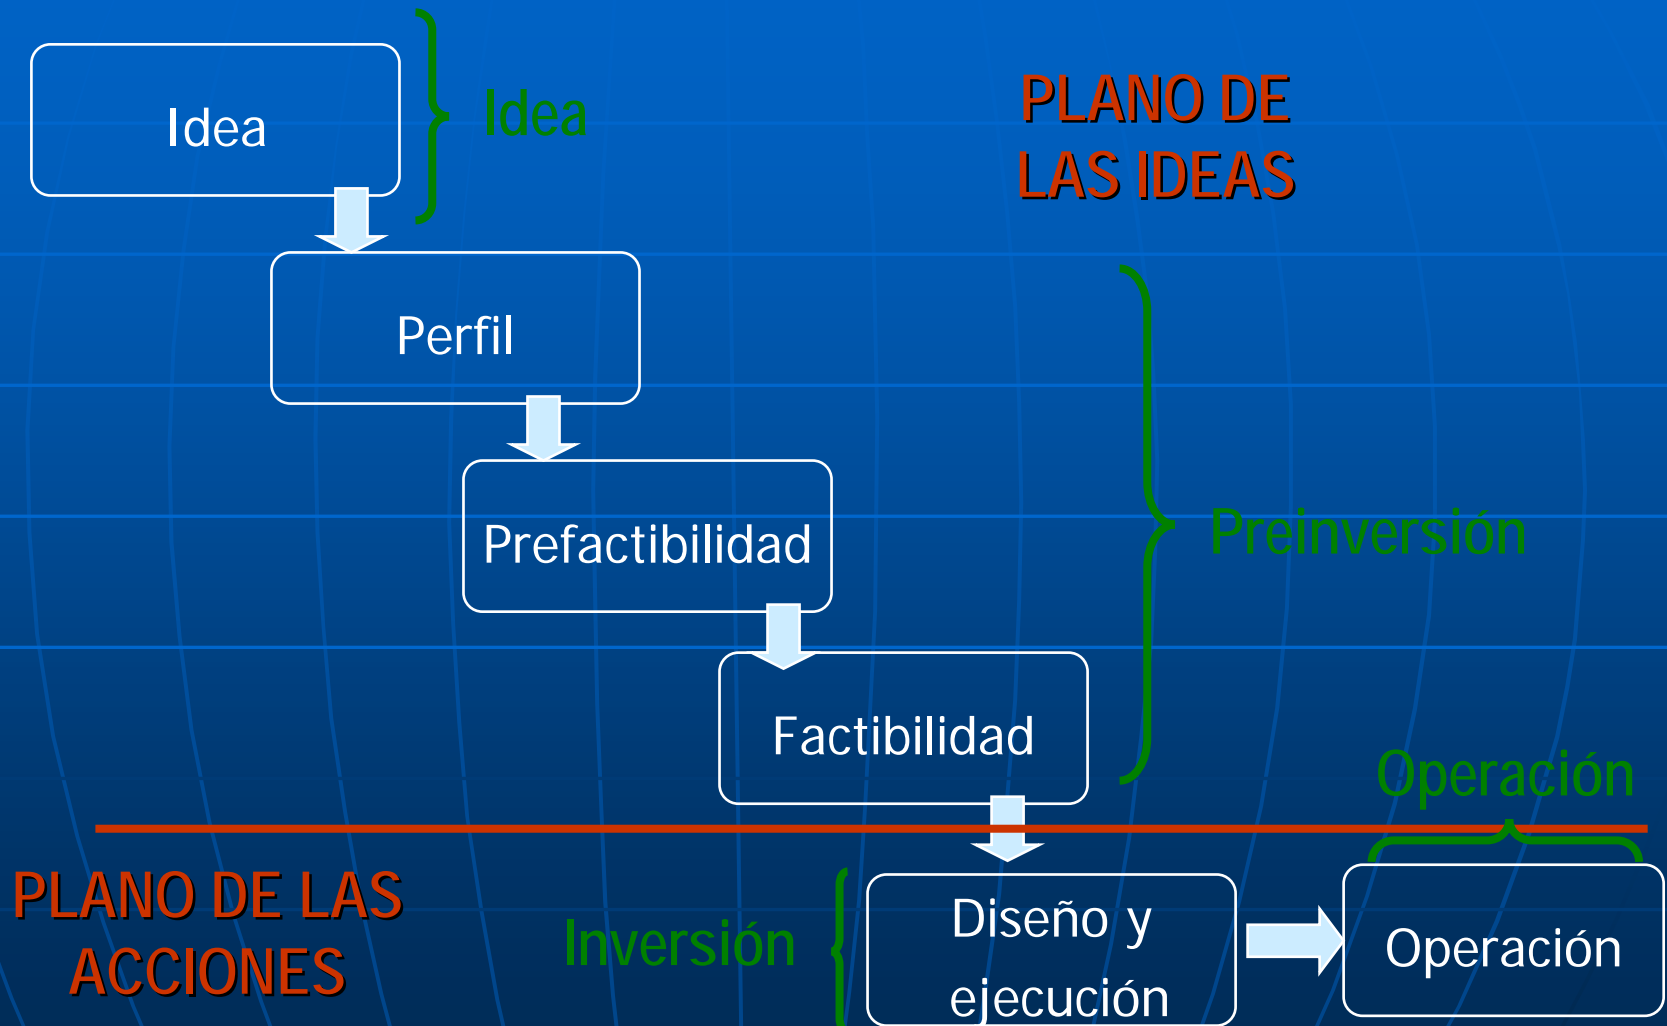 Idea
Idea
PLANO DE
LAS IDEAS
Perfil
Prefactibilidad
Preinversión
Factibilidad
Operación
PLANO DE LAS
ACCIONES
Inversión
Diseño y
ejecución
Operación